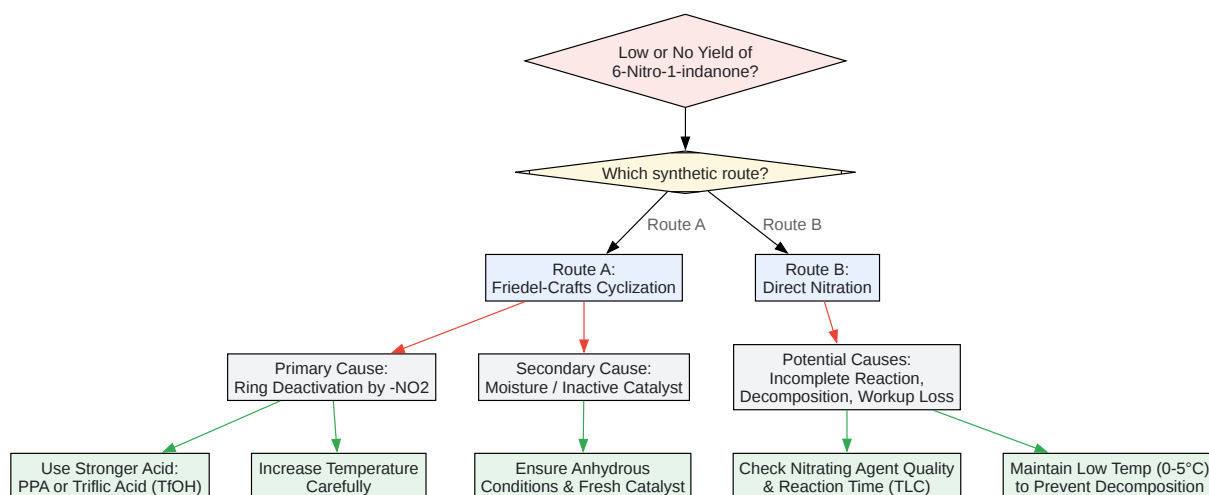 Low or No Yield of
6-Nitro-1-indanone?
Which synthetic route?
Route A
Route B
Route A:
Friedel-Crafts Cyclization
Route B:
Direct Nitration
Primary Cause:
Ring Deactivation by -NO2
Secondary Cause:
Moisture / Inactive Catalyst
Potential Causes:
Incomplete Reaction,
Decomposition, Workup Loss
Use Stronger Acid:
PPA or Triflic Acid (TfOH)
Increase Temperature
Carefully
Ensure Anhydrous
Conditions & Fresh Catalyst
Check Nitrating Agent Quality
& Reaction Time (TLC)
Maintain Low Temp (0-5°C)
to Prevent Decomposition